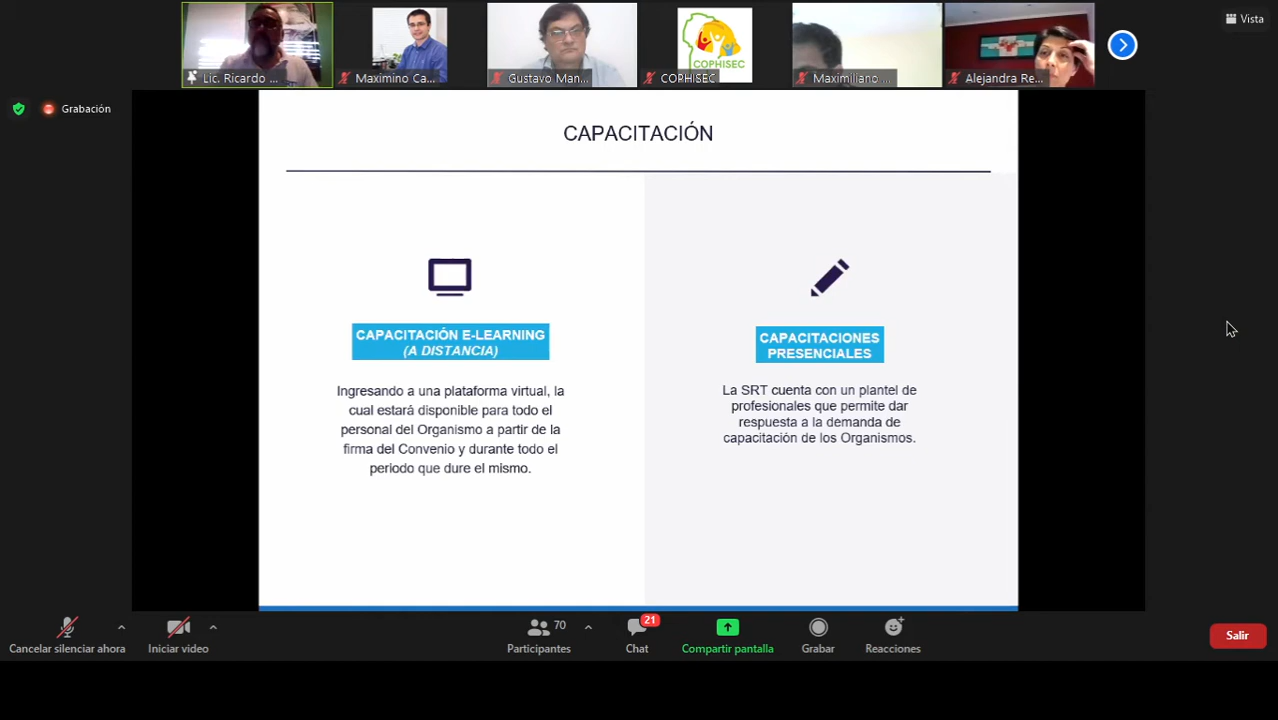 Vista
Lic. Ricardo ...
Maximino Ca...
Gustavo Man...
COPHISEC
COPHISEC
Maximiliano ...
Alejandra Re...
Grabación
CAPACITACIÓN
CAPACITACIÓN E-LEARNING
(A DISTANCIA)
Ingresando a una plataforma virtual, la
cual estará disponible para todo el
personal del Organismo a partir de la
firma del Convenio y durante todo el
periodo que dure el mismo.
CAPACITACIONES
PRESENCIALES
La SRT cuenta con un plantel de
profesionales que permite dar
respuesta a la demanda de
capacitación de los Organismos.
Cancelar silenciar ahora
Iniciar video
70
Participantes
21
Chat
Compartir pantalla
Grabar
Reacciones
Salir